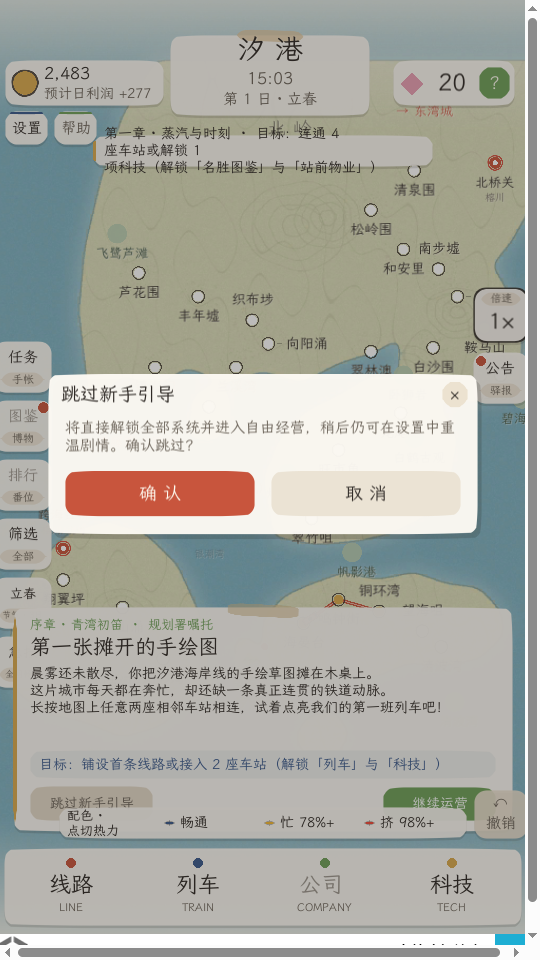 汐港
2,483
预计日利润 +277
15:03
第 1 日·立春
20
?
→ 东湾城
设置
帮助
北岭
第一章·蒸汽与时刻 · 目标: 连通 4
座车站或解锁 1
项科技 (解锁「名胜图鉴」与「站前物业」)
清泉围
北桥关
榕川
松岭围
飞鹭芦滩
南步墟
和安里
芦花围
丰年墟
织布埗
倍速
1×
向阳涌
鞍马山
任务
手帐
翠林澳
白沙围
公告
驿报
图鉴
博物
碧海
跳过新手引导
×
将直接解锁全部系统并进入自由经营, 稍后仍可在设置中重
温剧情。确认跳过?
确认
取消
排行
番位
筛选
全部
翠竹咀
帆影港
立春
铜环湾
序章·青湾初笛 · 规划署嘱托
第一张摊开的手绘图
晨雾还未散尽, 你把汐港海岸线的手绘草图摊在木桌上。
这片城市每天都在奔忙, 却还缺一条真正连贯的铁道动脉。
长按地图上任意两座相邻车站相连, 试着点亮我们的第一班列车吧!
目标: 铺设首条线路或接入 2 座车站 (解锁「列车」与「科技」)
跳过新手引导
继续运营
配色·
点切热力
畅通
忙 78%+
挤 98%+
撤销
线路
LINE
列车
TRAIN
公司
COMPANY
科技
TECH